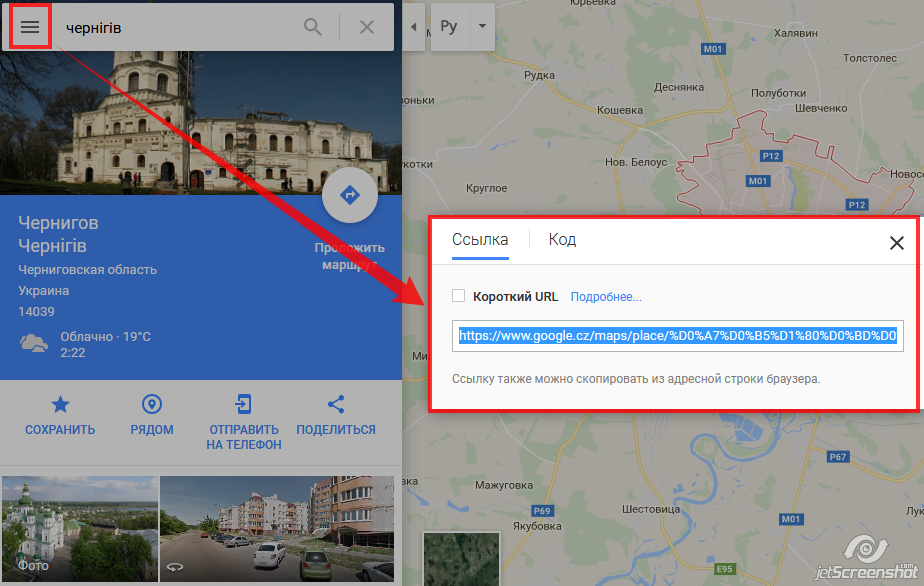 чернігів
Ру
Чернигов
Чернігів
Черниговская область
Украина
14039
Облачно · 19°C
2:22
Проложить
маршрут
СОХРАНИТЬ
РЯДОМ
ОТПРАВИТЬ
НА ТЕЛЕФОН
ПОДЕЛИТЬСЯ
Фото
Юрьевка
Халявин
M01
Толстолес
Рудка
Деснянка
Полуботки
Шевченко
Кошевка
Нов. Белоус
P12
M01
Круглое
P12
Ссылка
Код
Короткий URL
Подробнее...
https://www.google.cz/maps/place/%D0%A7%D0%B5%D1%80%D0%BD%D0
Ссылку также можно скопировать из адресной строки браузера.
P67
Мажуговка
P69
Шестовица
Якубовка
M01
E95
jetScreenshot.com